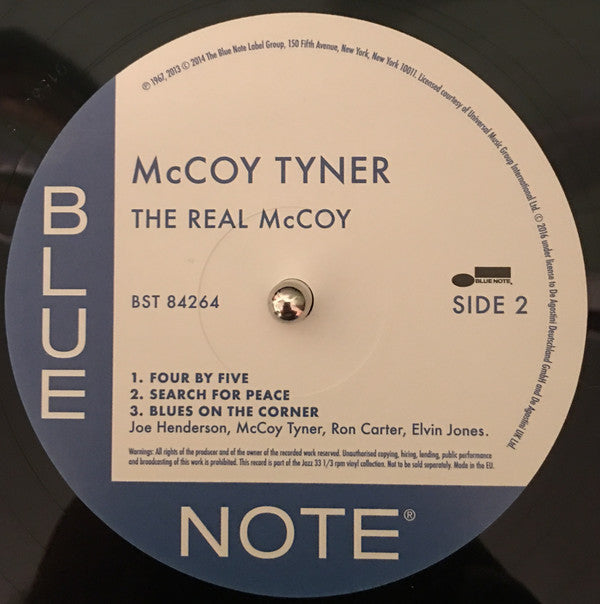 ℗ 1967, 2013 © 2014 The Blue Note Label Group, 150 Fifth Avenue, New York, New York 10011. Licensed courtesy of Universal Music Group International Ltd. © 2016 under license to De Agostini Deutschland GmbH and De Agostini UK Ltd.
McCOY TYNER
THE REAL McCOY
BST 84264
BLUE NOTE.
SIDE 2
1. FOUR BY FIVE
2. SEARCH FOR PEACE
3. BLUES ON THE CORNER
Joe Henderson, McCoy Tyner, Ron Carter, Elvin Jones.
Warnings: All rights of the producer and of the owner of the recorded work reserved. Unauthorised copying, hiring, lending, public performance
and broadcasting of this work is prohibited. This record is part of the Jazz 33 1/3 rpm vinyl collection. Not to be sold separately. Made in the EU.
BLUE
NOTE®